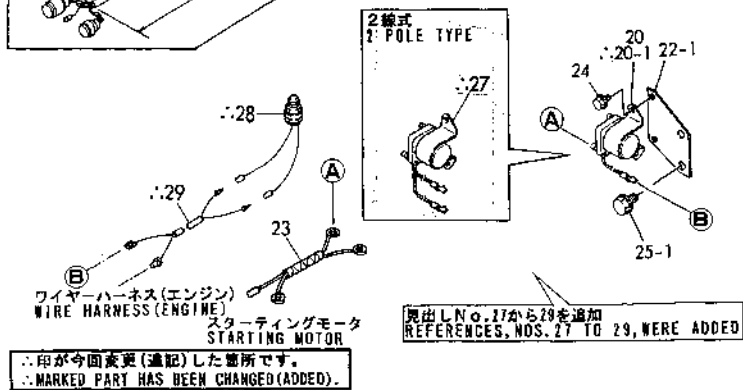 2線式
2 POLE TYPE
∴27
20
∴20-1
22-1
24
A
B
25-1
∴28
∴29
A
23
B
ワイヤーハーネス(エンジン)
WIRE HARNESS(ENGINE)
スターティングモータ
STARTING MOTOR
見出しNo.27から29を追加
REFERENCES, NOS. 27 TO 29, WERE ADDED
∴印が今回変更(追記)した箇所です。
∴MARKED PART HAS BEEN CHANGED(ADDED).